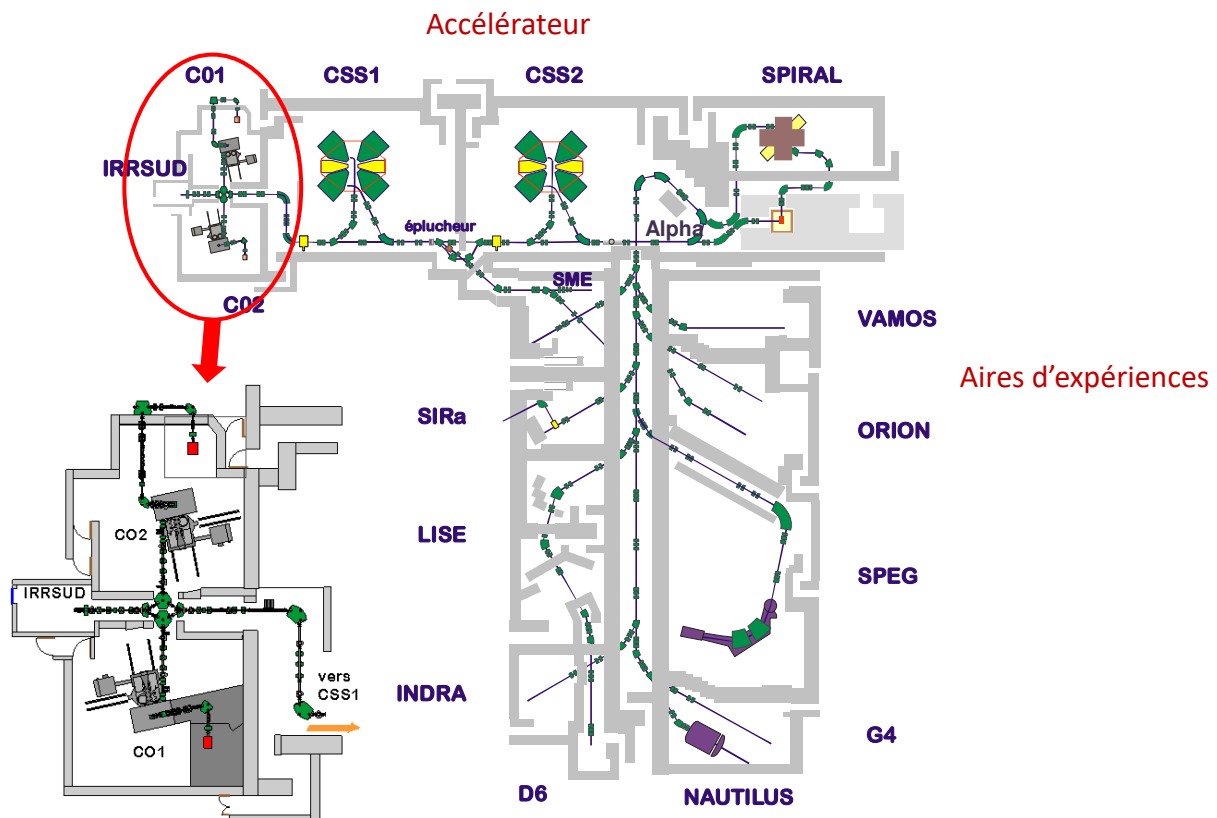 Accélérateur
C01
CSS1
CSS2
SPIRAL
IRRSUD
éplucheur
Alpha
SME
C02
VAMOS
Aires d'expériences
SIRa
ORION
LISE
CO2
SPEG
IRRSUD
vers
CSS1
INDRA
G4
CO1
D6
NAUTILUS